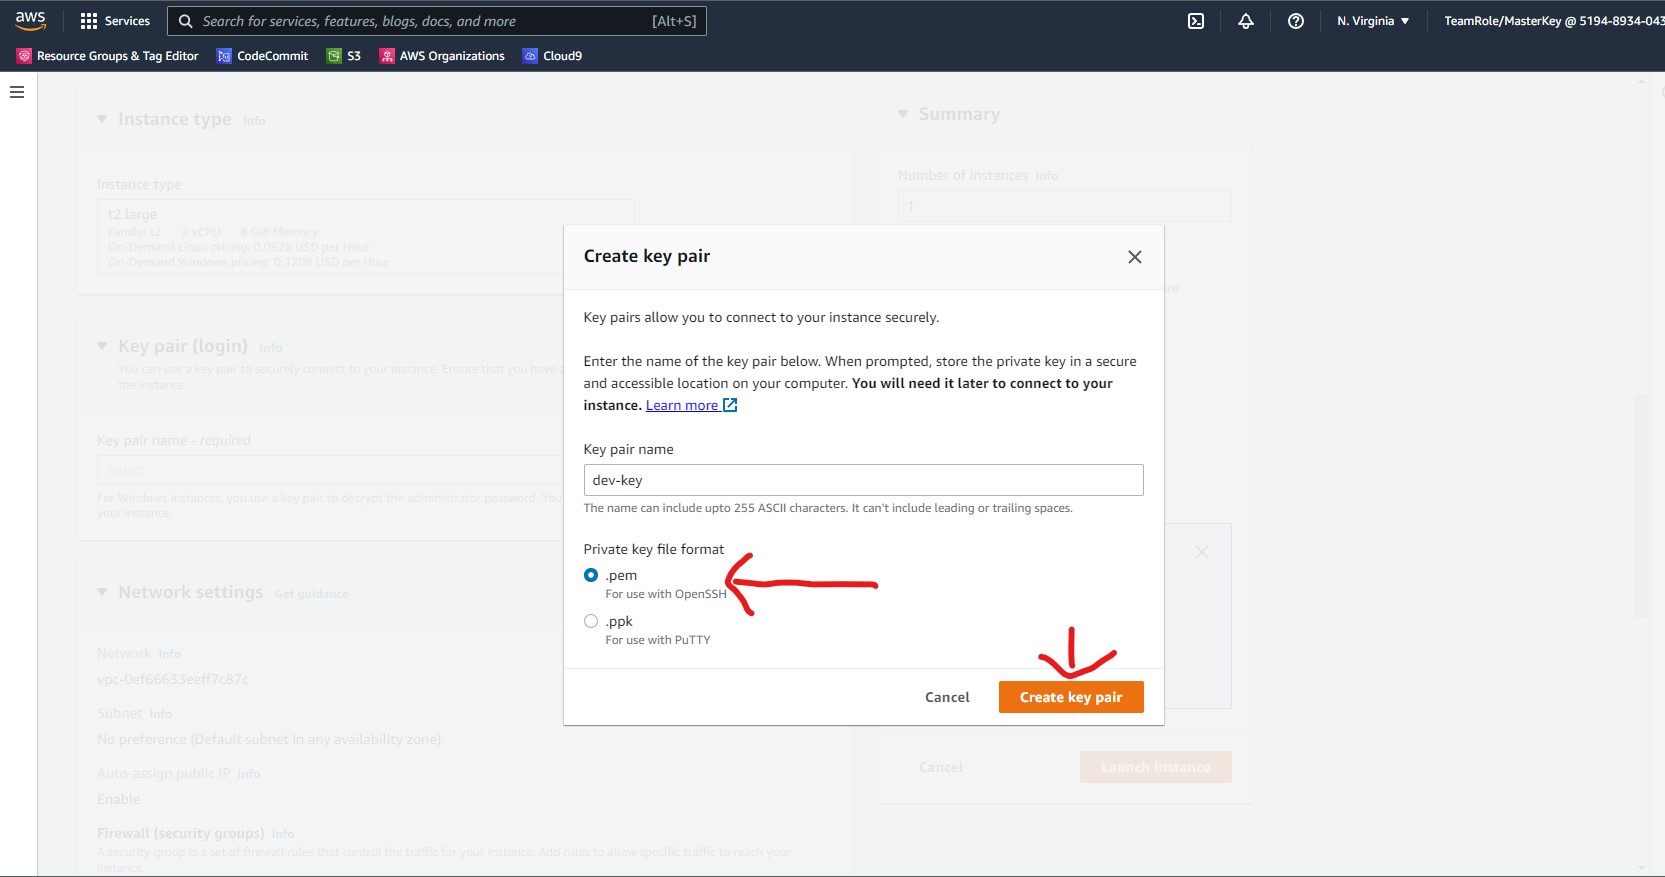 aws
Services
Search for services, features, blogs, docs, and more
[Alt+S]
N. Virginia
TeamRole/MasterKey @ 5194-8934-043
Resource Groups & Tag Editor
CodeCommit
S3
AWS Organizations
Cloud9
Instance type Info
Instance type
t2.large
Family: t2 2 vCPU 8 GiB Memory
On-Demand Linux pricing: 0.0928 USD per Hour
On-Demand Windows pricing: 0.1208 USD per Hour
Key pair (login) Info
You can use a key pair to securely connect to your instance. Ensure that you have a
the instance.
Key pair name - required
Select
For Windows instances, you use a key pair to decrypt the administrator password. You
your instance.
Network settings Get guidance
Network Info
vpc-0ef66633eeff7c87c
Subnet Info
No preference (Default subnet in any availability zone)
Auto-assign public IP Info
Enable
Firewall (security groups) Info
A security group is a set of firewall rules that control the traffic for your instance. Add rules to allow specific traffic to reach your
instance.
Summary
Number of instances Info
1
re
Cancel
Launch instance
Create key pair
Key pairs allow you to connect to your instance securely.
Enter the name of the key pair below. When prompted, store the private key in a secure
and accessible location on your computer. You will need it later to connect to your
instance. Learn more
Key pair name
dev-key
The name can include upto 255 ASCII characters. It can't include leading or trailing spaces.
Private key file format
.pem
For use with OpenSSH
.ppk
For use with PuTTY
Cancel
Create key pair